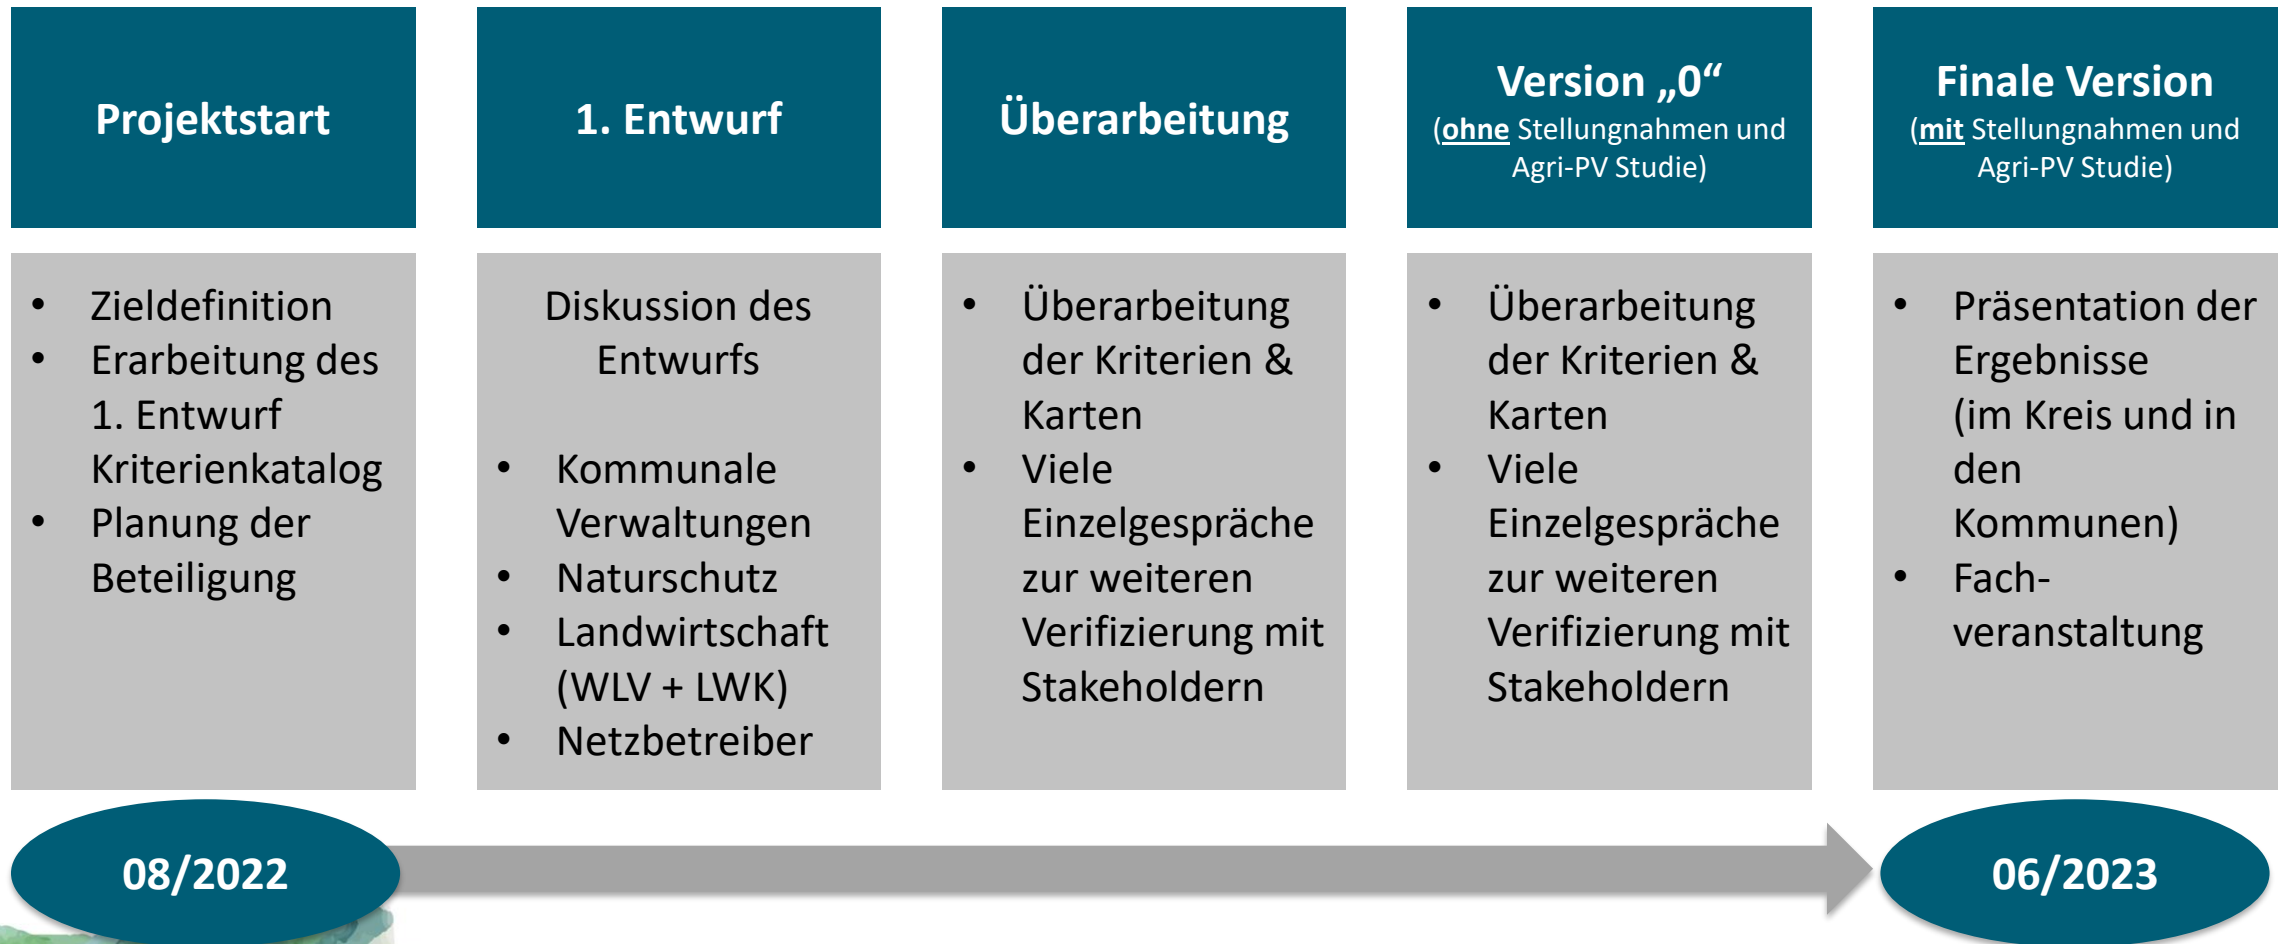 Projektstart
• Zieldefinition
• Erarbeitung des
1. Entwurf
Kriterienkatalog
• Planung der
Beteiligung
1. Entwurf
Diskussion des
Entwurfs
• Kommunale
Verwaltungen
• Naturschutz
• Landwirtschaft
(WLV + LWK)
• Netzbetreiber
Überarbeitung
• Überarbeitung
der Kriterien &
Karten
• Viele
Einzelgespräche
zur weiteren
Verifizierung mit
Stakeholdern
Version „0“
(ohne Stellungnahmen und
Agri-PV Studie)
• Überarbeitung
der Kriterien &
Karten
• Viele
Einzelgespräche
zur weiteren
Verifizierung mit
Stakeholdern
Finale Version
(mit Stellungnahmen und
Agri-PV Studie)
• Präsentation der
Ergebnisse
(im Kreis und in
den
Kommunen)
• Fach-
veranstaltung
08/2022
06/2023